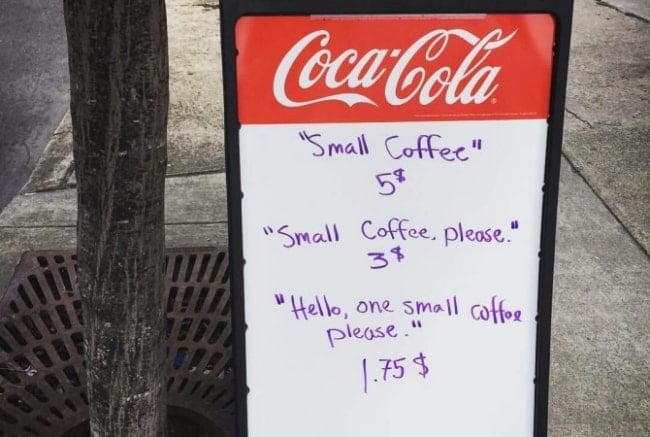 Coca-Cola
"Small Coffee"
5$
"Small Coffee, please."
3$
"Hello, one small coffee
please."
1.75 $